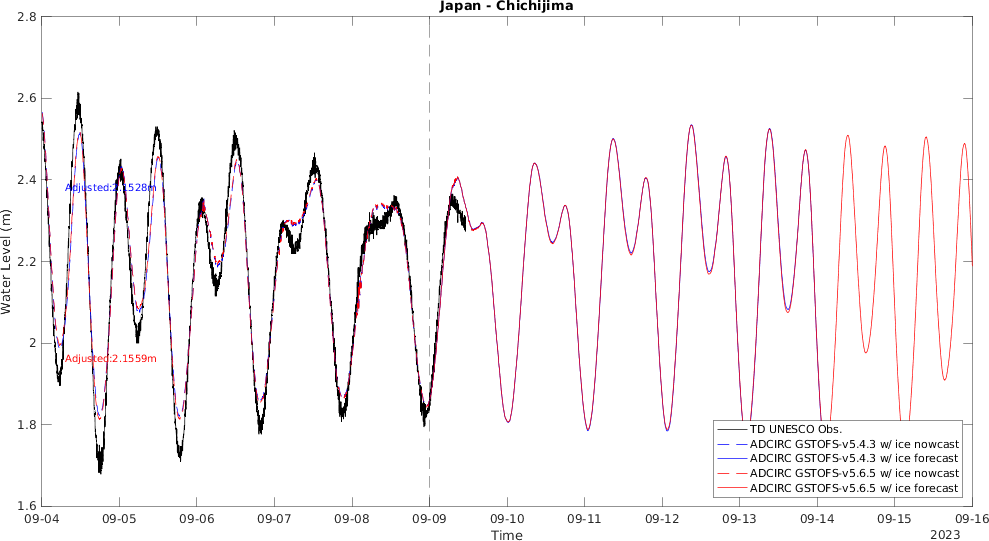 Japan - Chichijima
Water Level (m)
2.8
2.6
2.4
2.2
2
1.8
1.6
Adjusted:2.1528m
Adjusted:2.1559m
TD UNESCO Obs.
ADCIRC GSTOFS-v5.4.3 w/ ice nowcast
ADCIRC GSTOFS-v5.4.3 w/ ice forecast
ADCIRC GSTOFS-v5.6.5 w/ ice nowcast
ADCIRC GSTOFS-v5.6.5 w/ ice forecast
09-04 09-05 09-06 09-07 09-08 09-09 09-10 09-11 09-12 09-13 09-14 09-15 09-16
Time
2023